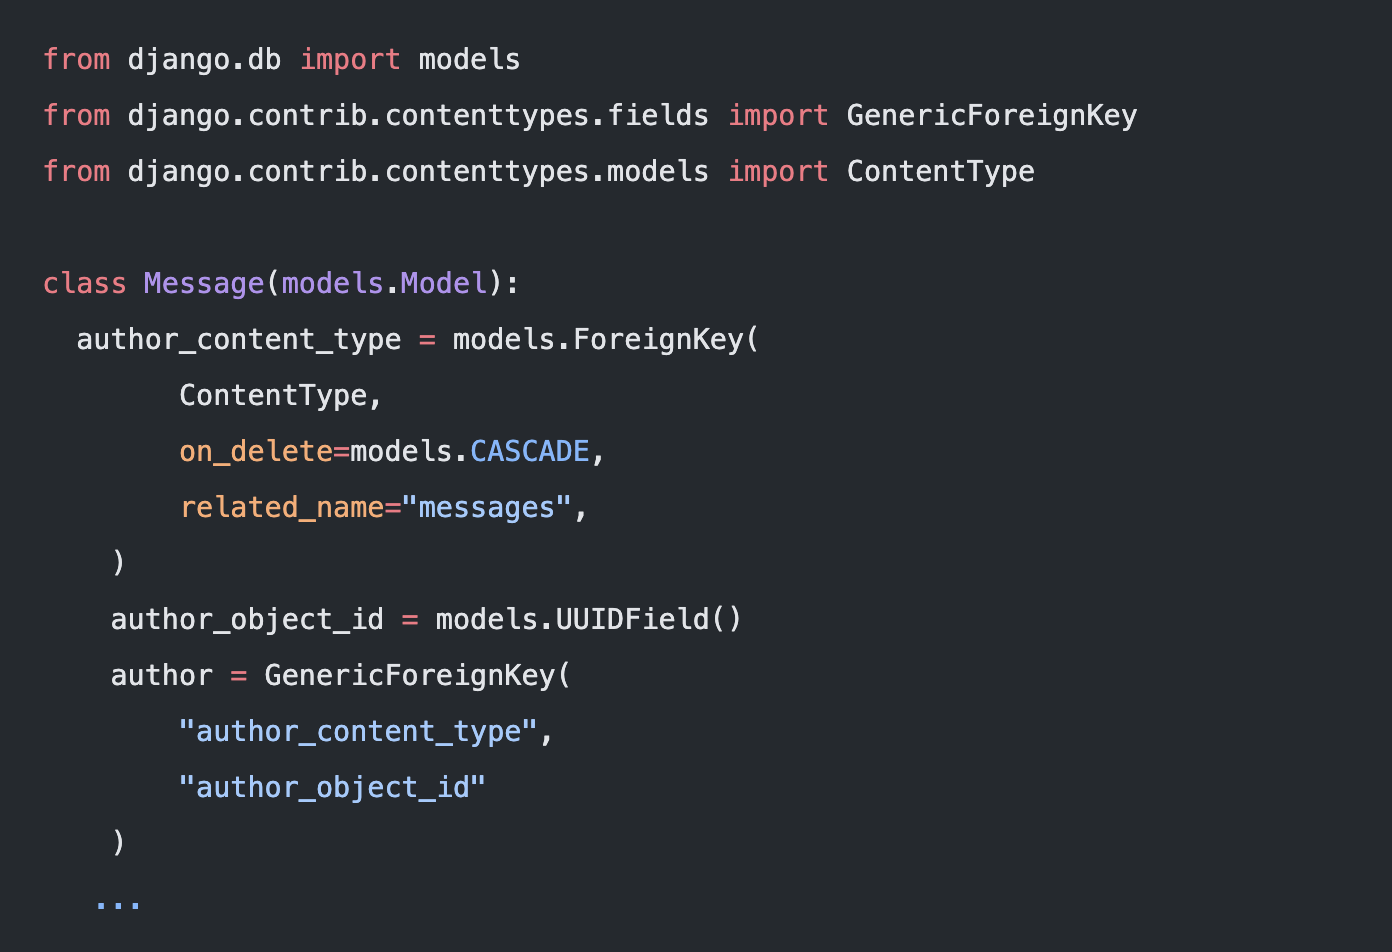 from django.db import models
from django.contrib.contenttypes.fields import GenericForeignKey
from django.contrib.contenttypes.models import ContentType

class Message(models.Model):
  author_content_type = models.ForeignKey(
        ContentType,
        on_delete=models.CASCADE,
        related_name="messages",
    )
    author_object_id = models.UUIDField()
    author = GenericForeignKey(
        "author_content_type",
        "author_object_id"
    )
   ...